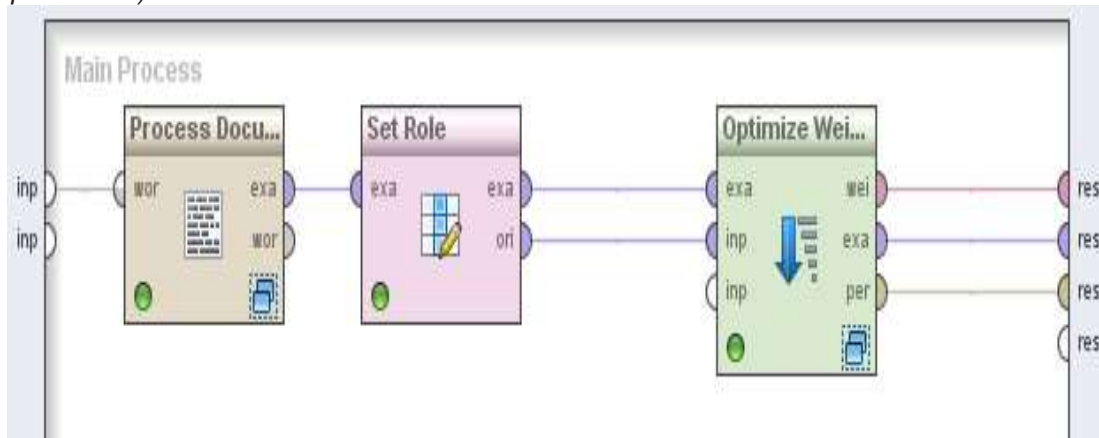 Main Process
Process Docu... Set Role Optimize Wei...
inp wor exa exa exa exa wei res
inp wor ori inp exa res
inp per res
res